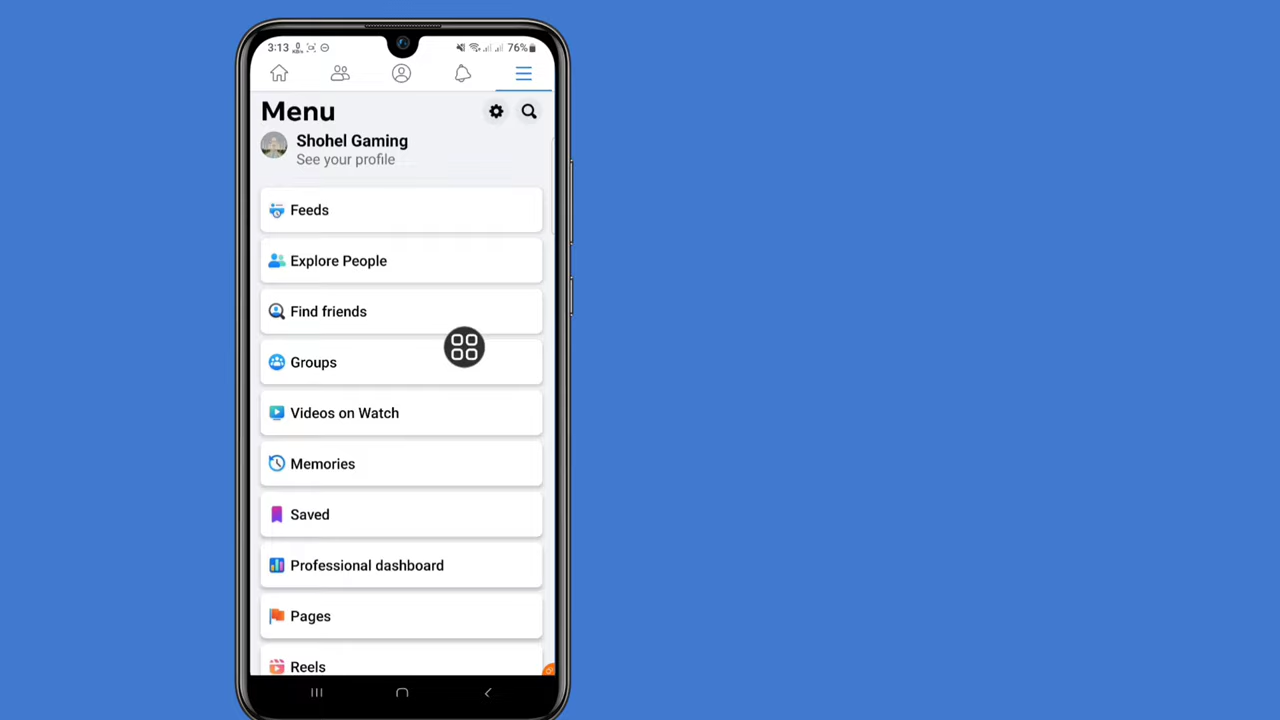 3:13 76%
Menu
Shohel Gaming
See your profile
Feeds
Explore People
Find friends
Groups
Videos on Watch
Memories
Saved
Professional dashboard
Pages
Reels